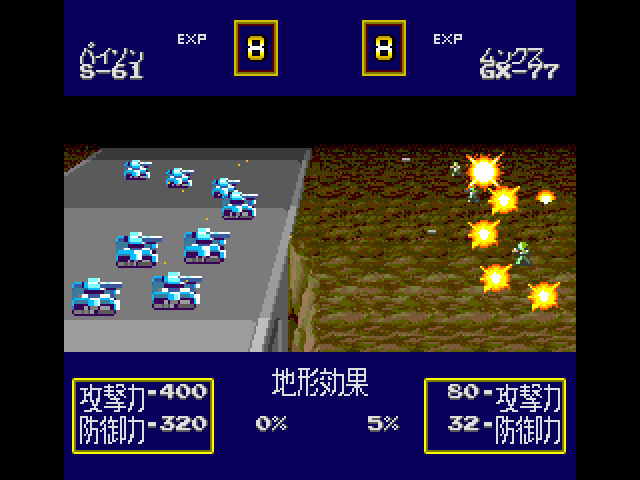 バイソン
S-61
EXP
8
8
EXP
ムンクス
GX-77
地形効果
攻撃力-400
防御力-320
0%
5%
80-攻撃力
32-防御力